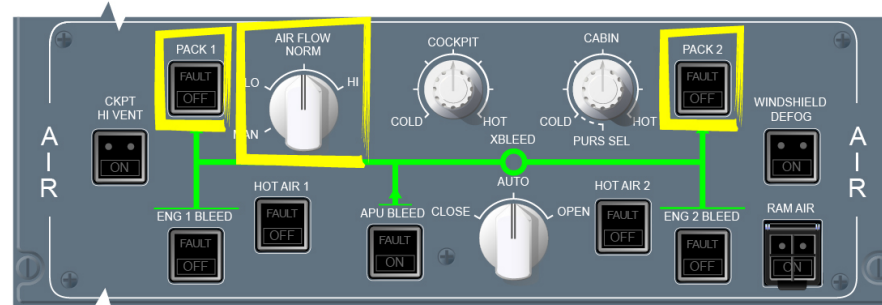 PACK 1
FAULT
OFF
AIR FLOW
NORM
LO
HI
MAN
COCKPIT
COLD
HOT
CABIN
COLD
HOT
PURS SEL
PACK 2
FAULT
OFF
CKPT
HI VENT
ON
WINDSHIELD
DEFOG
ON
AIR
AIR
XBLEED
AUTO
CLOSE
OPEN
ENG 1 BLEED
FAULT
OFF
HOT AIR 1
FAULT
OFF
APU BLEED
FAULT
ON
HOT AIR 2
FAULT
OFF
ENG 2 BLEED
FAULT
OFF
RAM AIR
ON